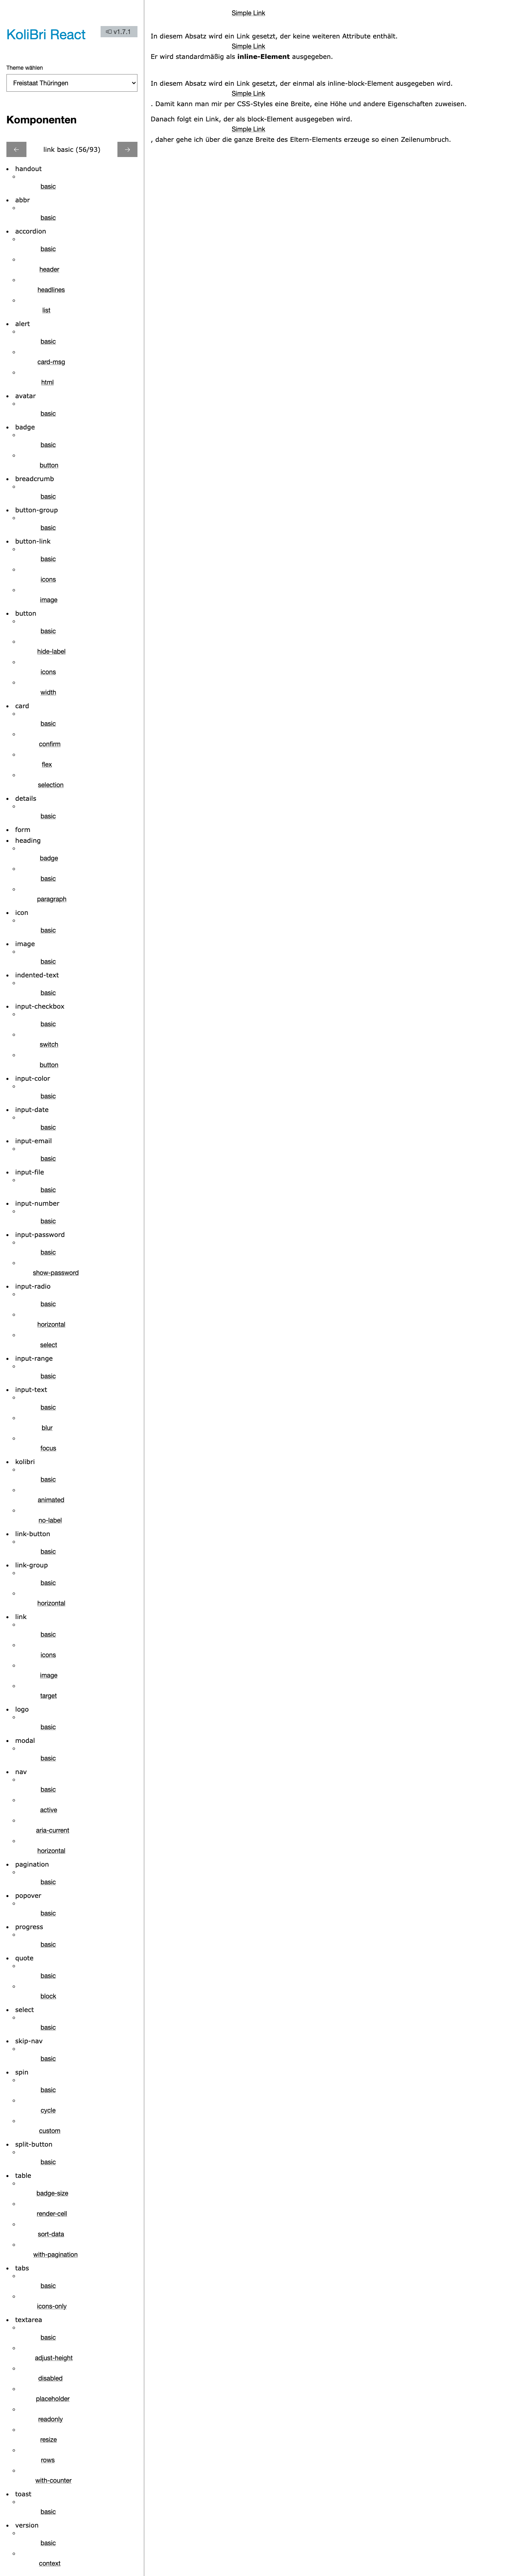 KoliBri React
v1.7.1
Theme wählen
Freistaat Thüringen
Komponenten
← link basic (56/93) →
handout
basic
abbr
basic
accordion
basic
header
headlines
list
alert
basic
card-msg
html
avatar
basic
badge
basic
button
breadcrumb
basic
button-group
basic
button-link
basic
icons
image
button
basic
hide-label
icons
width
card
basic
confirm
flex
selection
details
basic
form
heading
badge
basic
paragraph
icon
basic
image
basic
indented-text
basic
input-checkbox
basic
switch
button
input-color
basic
input-date
basic
input-email
basic
input-file
basic
input-number
basic
input-password
basic
show-password
input-radio
basic
horizontal
select
input-range
basic
input-text
basic
blur
focus
kolibri
basic
animated
no-label
link-button
basic
link-group
basic
horizontal
link
basic
icons
image
target
logo
basic
modal
basic
nav
basic
active
aria-current
horizontal
pagination
basic
popover
basic
progress
basic
quote
basic
block
select
basic
skip-nav
basic
spin
basic
cycle
custom
split-button
basic
table
badge-size
render-cell
sort-data
with-pagination
tabs
basic
icons-only
textarea
basic
adjust-height
disabled
placeholder
readonly
resize
rows
with-counter
toast
basic
version
basic
context
Simple Link
In diesem Absatz wird ein Link gesetzt, der keine weiteren Attribute enthält.
Simple Link
Er wird standardmäßig als inline-Element ausgegeben.
In diesem Absatz wird ein Link gesetzt, der einmal als inline-block-Element ausgegeben wird.
Simple Link
. Damit kann man mir per CSS-Styles eine Breite, eine Höhe und andere Eigenschaften zuweisen.
Danach folgt ein Link, der als block-Element ausgegeben wird.
Simple Link
, daher gehe ich über die ganze Breite des Eltern-Elements erzeuge so einen Zeilenumbruch.